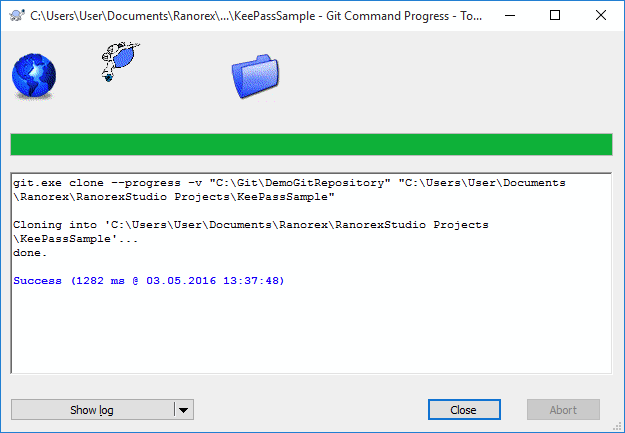 C:\Users\User\Documents\Ranorex\...\KeePassSample - Git Command Progress - To...
git.exe clone --progress -v "C:\Git\DemoGitRepository" "C:\Users\User\Documents
\Ranorex\RanorexStudio Projects\KeePassSample"
Cloning into 'C:\Users\User\Documents\Ranorex\RanorexStudio Projects
\KeePassSample'...
done.
Success (1282 ms @ 03.05.2016 13:37:48)
Show log
Close
Abort